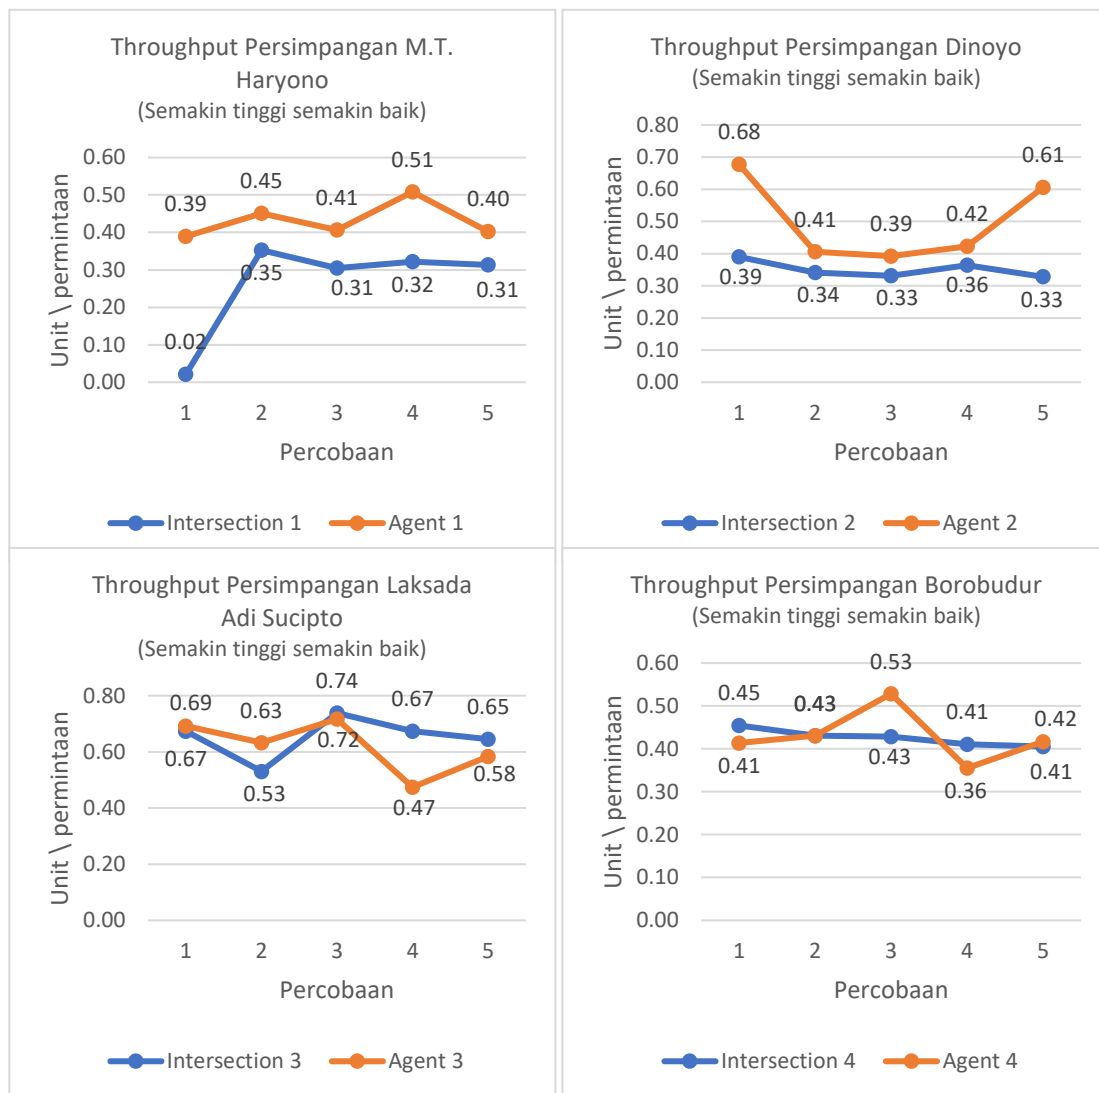 Throughput Persimpangan M.T.
Haryono
(Semakin tinggi semakin baik)
Unit \ permintaan
0.60
0.50
0.40
0.30
0.20
0.10
0.00
0.39
0.45
0.41
0.51
0.40
0.02
0.35
0.31
0.32
0.31
1 2 3 4 5
Percobaan
Intersection 1 Agent 1
Throughput Persimpangan Dinoyo
(Semakin tinggi semakin baik)
Unit \ permintaan
0.80
0.70
0.60
0.50
0.40
0.30
0.20
0.10
0.00
0.68
0.41
0.39
0.42
0.61
0.39
0.34
0.33
0.36
0.33
1 2 3 4 5
Percobaan
Intersection 2 Agent 2
Throughput Persimpangan Laksada
Adi Sucipto
(Semakin tinggi semakin baik)
Unit \ permintaan
0.80
0.60
0.40
0.20
0.00
0.69
0.63
0.74
0.67
0.65
0.67
0.53
0.72
0.47
0.58
1 2 3 4 5
Percobaan
Intersection 3 Agent 3
Throughput Persimpangan Borobudur
(Semakin tinggi semakin baik)
Unit \ permintaan
0.60
0.50
0.40
0.30
0.20
0.10
0.00
0.45
0.43
0.43
0.53
0.41
0.42
0.41
0.43
0.36
0.41
1 2 3 4 5
Percobaan
Intersection 4 Agent 4